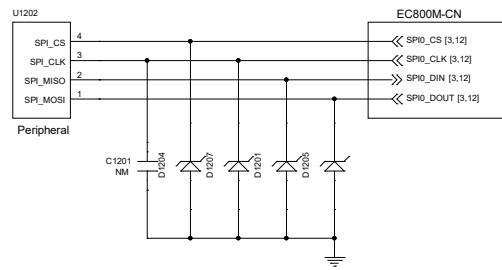 U1202
EC800M-CN
SPI_CS 4 SPI0_CS [3,12]
SPI_CLK 3 SPI0_CLK [3,12]
SPI_MISO 2 SPI0_DIN [3,12]
SPI_MOSI 1 SPI0_DOUT [3,12]
Peripheral
C1201
NM
D1204
D1207
D1201
D1205